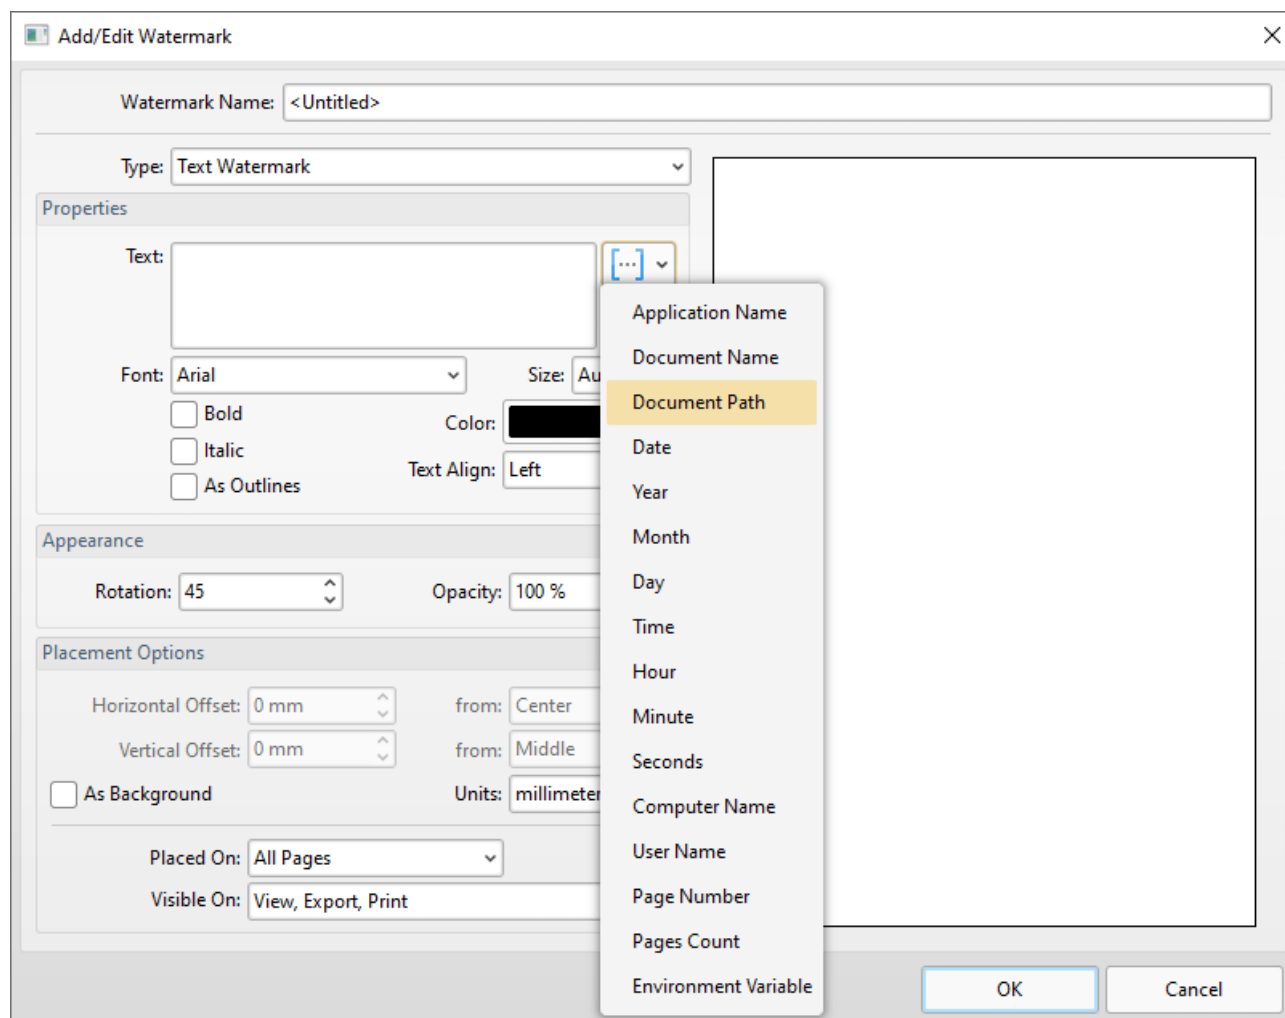 Add/Edit Watermark
Watermark Name: <Untitled>
Type: Text Watermark
Properties
Text:
[...]
Font: Arial
Size: Au
Bold
Color:
Italic
Text Align: Left
As Outlines
Appearance
Rotation: 45
Opacity: 100 %
Placement Options
Horizontal Offset: 0 mm
from: Center
Vertical Offset: 0 mm
from: Middle
As Background
Units: millimeter
Placed On: All Pages
Visible On: View, Export, Print
Application Name
Document Name
Document Path
Date
Year
Month
Day
Time
Hour
Minute
Seconds
Computer Name
User Name
Page Number
Pages Count
Environment Variable
OK
Cancel